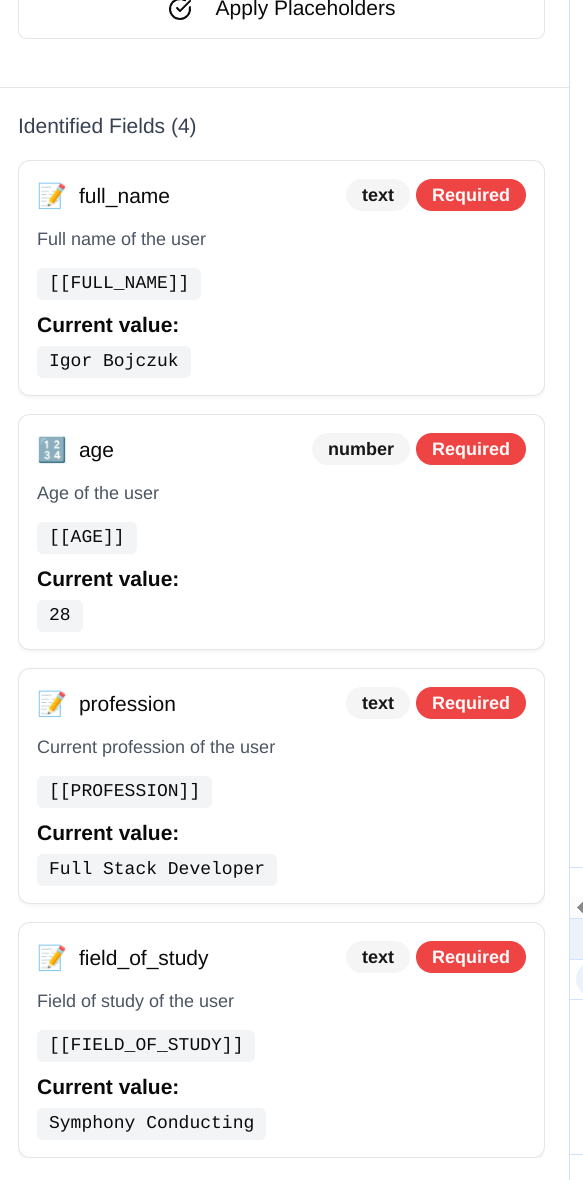 Apply Placeholders
Identified Fields (4)
full_name text Required
Full name of the user
[[FULL_NAME]]
Current value:
Igor Bojczuk
age number Required
Age of the user
[[AGE]]
Current value:
28
profession text Required
Current profession of the user
[[PROFESSION]]
Current value:
Full Stack Developer
field_of_study text Required
Field of study of the user
[[FIELD_OF_STUDY]]
Current value:
Symphony Conducting